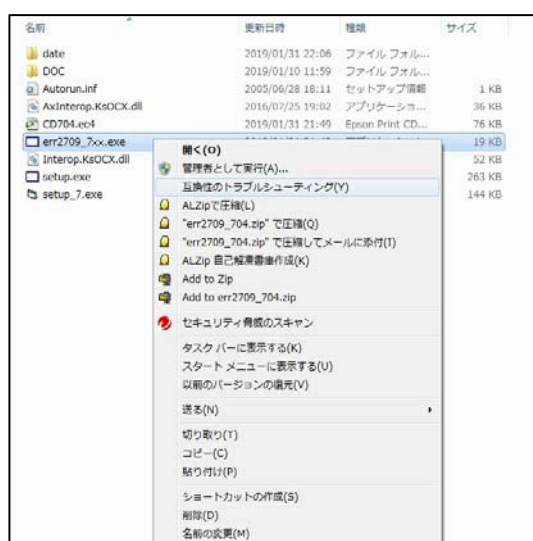 名前 更新日時 種類 サイズ
date 2019/01/31 22:06 ファイル フォル...
DOC 2019/01/10 11:59 ファイル フォル...
Autorun.inf 2005/06/28 18:11 セットアップ情報 1 KB
AxInterop.KsOCX.dll 2016/07/25 19:02 アプリケーショ... 36 KB
CD704.ec4 2019/01/31 21:49 Epson Print CD... 76 KB
err2709_7xx.exe 19 KB
Interop.KsOCX.dll 52 KB
setup.exe 263 KB
setup_7.exe 144 KB
開く(O)
管理者として実行(A)...
互換性のトラブルシューティング(Y)
ALZipで圧縮(L)
"err2709_704.zip" で圧縮(Q)
"err2709_704.zip" で圧縮してメールに添付(I)
ALZip 自己解凍書庫作成(K)
Add to Zip
Add to err2709_704.zip
セキュリティ脅威のスキャン
タスク バーに表示する(K)
スタート メニューに表示する(U)
以前のバージョンの復元(V)
送る(N)
切り取り(T)
コピー(C)
貼り付け(P)
ショートカットの作成(S)
削除(D)
名前の変更(M)